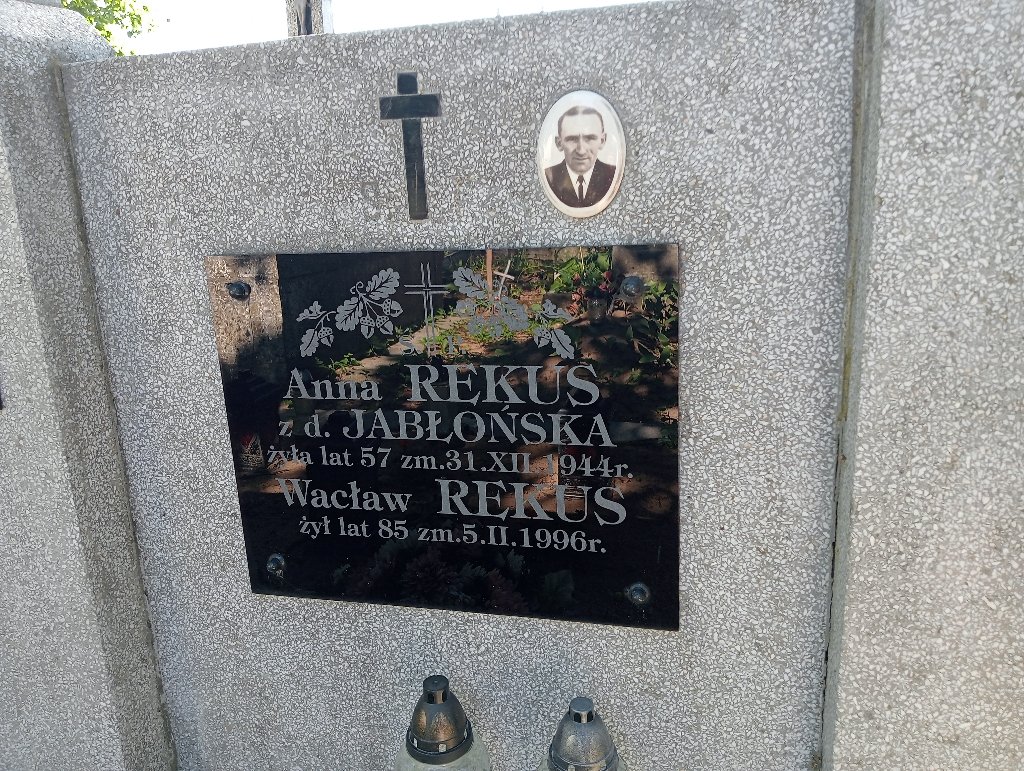 Ś. P.
Anna REKUS
z d. JABŁOŃSKA
żyła lat 57 zm.31.XII.1944r.
Wacław REKUS
żył lat 85 zm.5.II.1996r.